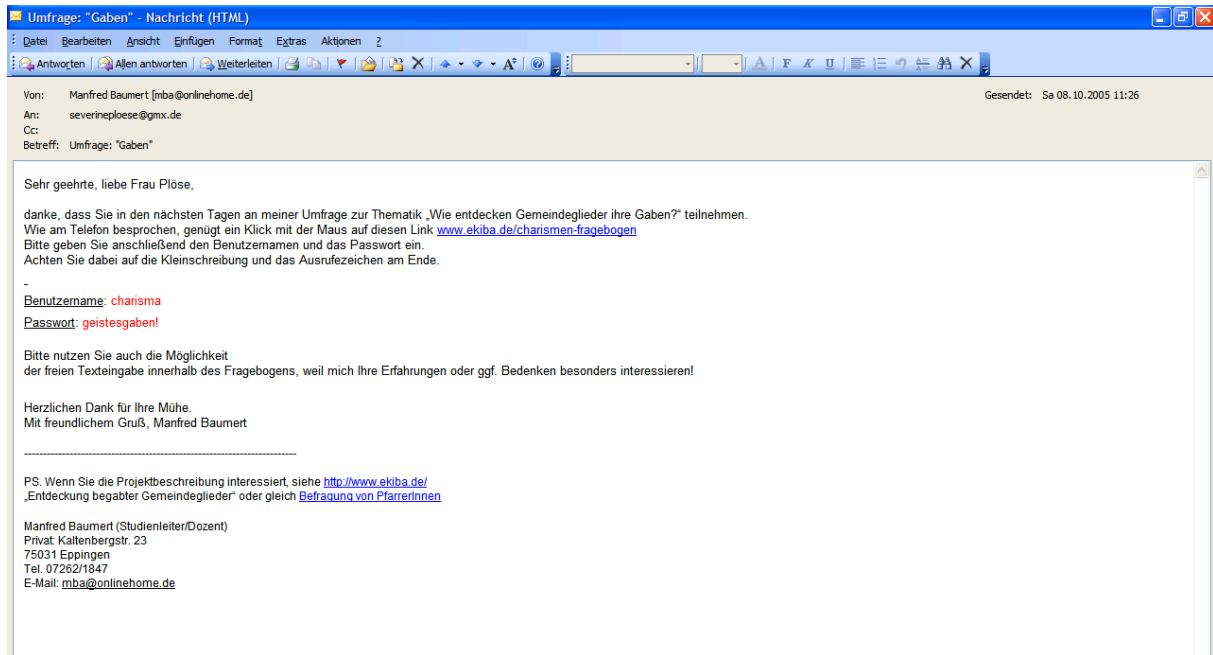 Umfrage: "Gaben" - Nachricht (HTML)
Datei Bearbeiten Ansicht Einfügen Format Extras Aktionen ?
Antworten Allen antworten Weiterleiten A F K U
Von: Manfred Baumert [mba@onlinehome.de] Gesendet: Sa 08.10.2005 11:26
An: severineploese@gmx.de
Cc:
Betreff: Umfrage: "Gaben"
Sehr geehrte, liebe Frau Plöse,
danke, dass Sie in den nächsten Tagen an meiner Umfrage zur Thematik „Wie entdecken Gemeindeglieder ihre Gaben?" teilnehmen.
Wie am Telefon besprochen, genügt ein Klick mit der Maus auf diesen Link www.ekiba.de/charismen-fragebogen
Bitte geben Sie anschließend den Benutzernamen und das Passwort ein.
Achten Sie dabei auf die Kleinschreibung und das Ausrufezeichen am Ende.
-
Benutzername: charisma
Passwort: geistesgaben!
Bitte nutzen Sie auch die Möglichkeit
der freien Texteingabe innerhalb des Fragebogens, weil mich Ihre Erfahrungen oder ggf. Bedenken besonders interessieren!
Herzlichen Dank für Ihre Mühe.
Mit freundlichem Gruß, Manfred Baumert
------------------------------------------------------------------------
PS. Wenn Sie die Projektbeschreibung interessiert, siehe http://www.ekiba.de/
„Entdeckung begabter Gemeindeglieder" oder gleich Befragung von PfarrerInnen
Manfred Baumert (Studienleiter/Dozent)
Privat: Kaltenbergstr. 23
75031 Eppingen
Tel. 07262/1847
E-Mail: mba@onlinehome.de